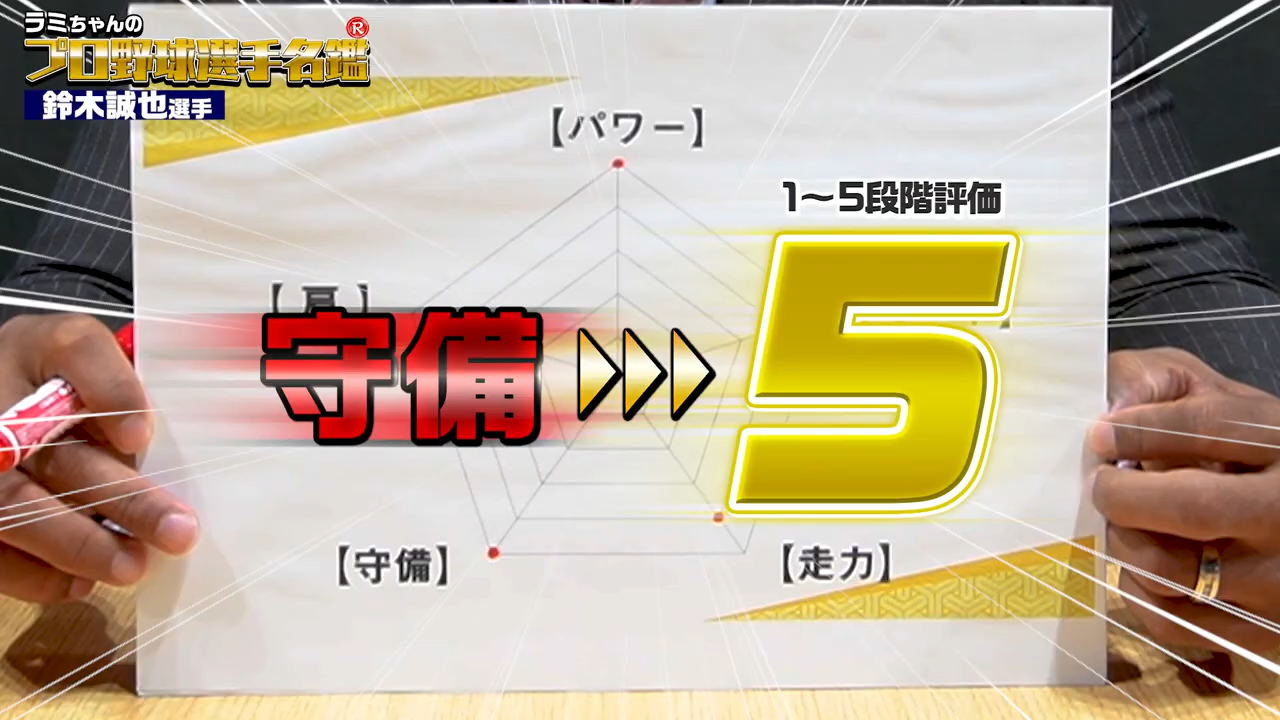 ラミちゃんの
プロ野球選手名鑑®
鈴木誠也選手
【パワー】
1〜5段階評価
【肩】
守備
5
【守備】
【走力】